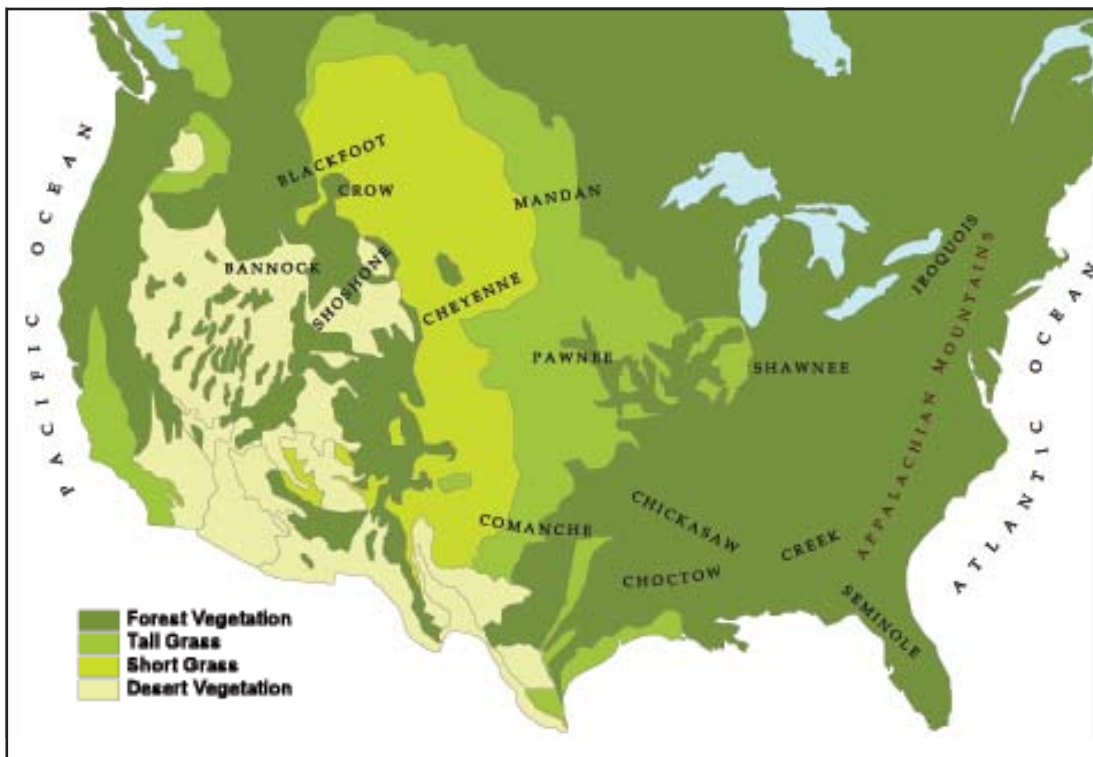 PACIFIC OCEAN
BLACKFOOT
CROW
MANDAN
IROQUOIS
BANNOCK
SHOSHONE
CHEYENNE
PAWNEE
SHAWNEE
APPALACHIAN MOUNTAINS
ATLANTIC OCEAN
COMANCHE
CHICKASAW
CREEK
CHOCTOW
SEMINOLE
Forest Vegetation
Tall Grass
Short Grass
Desert Vegetation